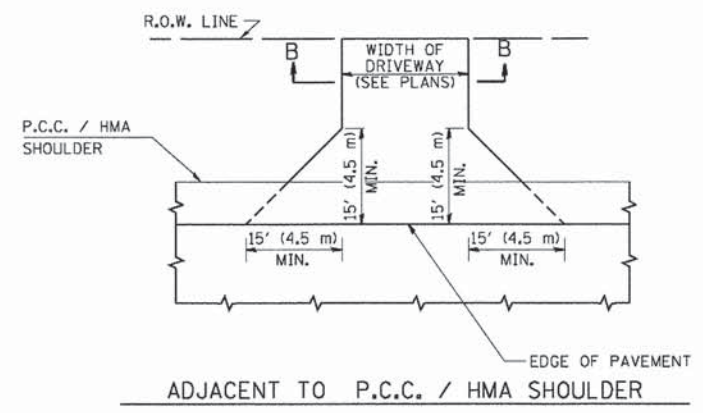 R.O.W. LINE
B
WIDTH OF
DRIVEWAY
(SEE PLANS)
B
P.C.C. / HMA
SHOULDER
15' (4.5 m)
MIN.
15' (4.5 m)
MIN.
15' (4.5 m)
MIN.
15' (4.5 m)
MIN.
EDGE OF PAVEMENT
ADJACENT TO P.C.C. / HMA SHOULDER